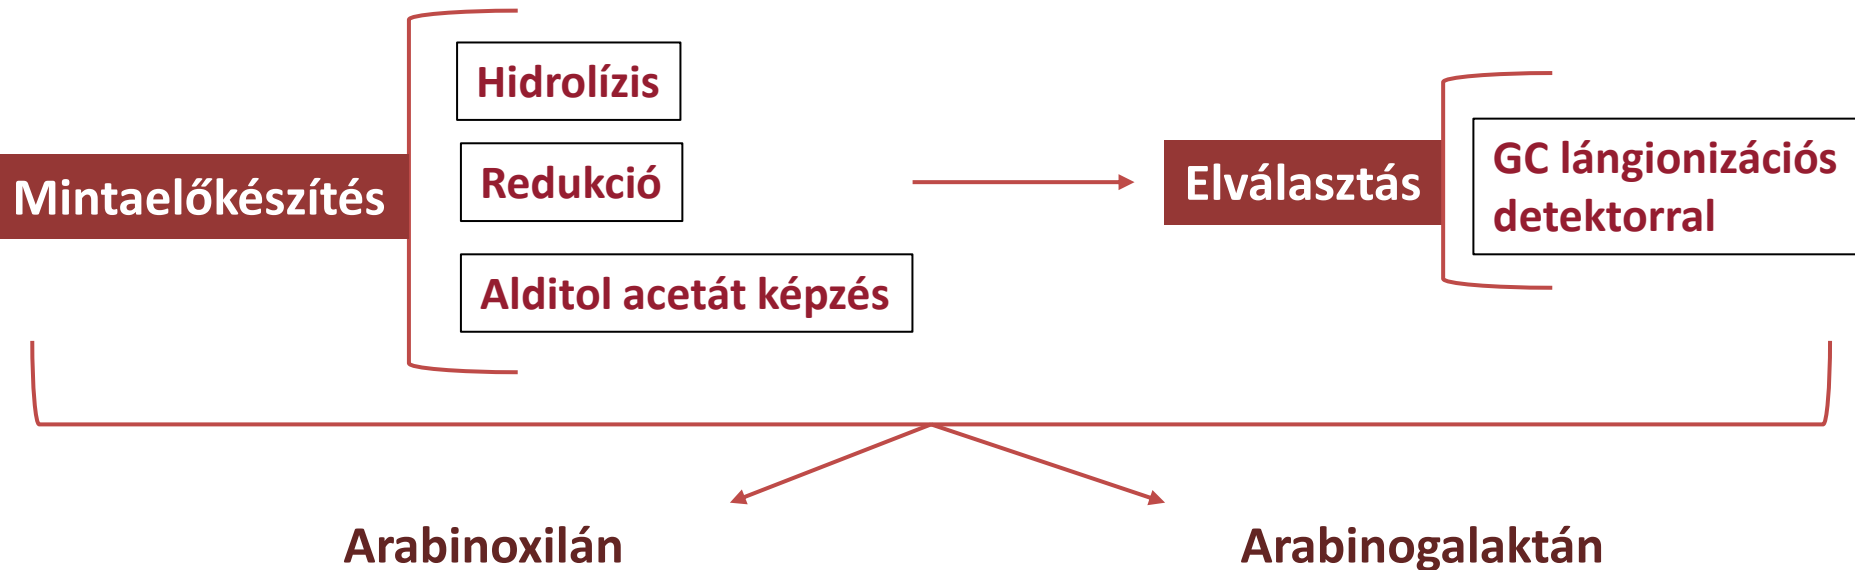 Mintaelőkészítés
Hidrolízis
Redukció
Alditol acetát képzés
Elválasztás
GC lángionizációs
detektorral
Arabinoxilán
Arabinogalaktán